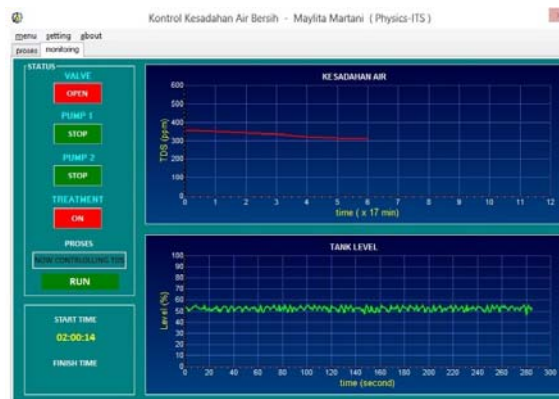 Kontrol Kesadahan Air Bersih - Maylita Martani ( Physics-ITS )
menu setting about
proses monitoring
STATUS
VALVE
OPEN
PUMP 1
STOP
PUMP 2
STOP
TREATMENT
ON
PROSES
NOW CONTROLLING TDS
RUN
START TIME
02:00:14
FINISH TIME
KESADAHAN AIR
TDS (ppm)
600
500
400
300
200
100
0
0 1 2 3 4 5 6 7 8 9 10 11 12
time ( x 17 min)
TANK LEVEL
Level (%)
100
90
80
70
60
50
40
30
20
10
0
0 20 40 60 80 100 120 140 160 180 200 220 240 260 280 300
time (second)